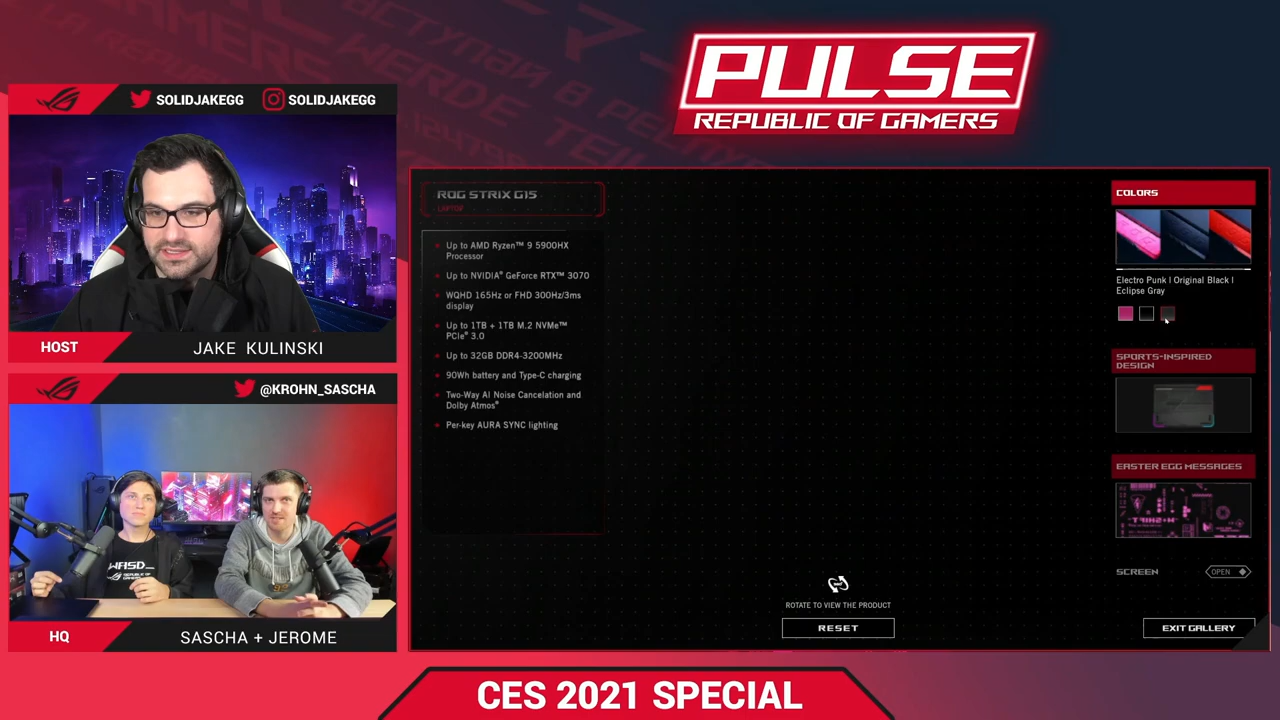 PULSE
REPUBLIC OF GAMERS
SOLIDJAKEGG
SOLIDJAKEGG
HOST
JAKE KULINSKI
@KROHN_SASCHA
WASD
HQ
SASCHA + JEROME
ROG STRIX G15
LAPTOP
Up to AMD Ryzen™ 9 5900HX
Processor
Up to NVIDIA® GeForce RTX™ 3070
WQHD 165Hz or FHD 300Hz/3ms
display
Up to 1TB + 1TB M.2 NVMe™
PCIe® 3.0
Up to 32GB DDR4-3200MHz
90Wh battery and Type-C charging
Two-Way AI Noise Cancelation and
Dolby Atmos®
Per-key AURA SYNC lighting
ROTATE TO VIEW THE PRODUCT
RESET
COLORS
Electro Punk | Original Black |
Eclipse Gray
SPORTS-INSPIRED
DESIGN
EASTER EGG MESSAGES
SCREEN
OPEN
EXIT GALLERY
CES 2021 SPECIAL